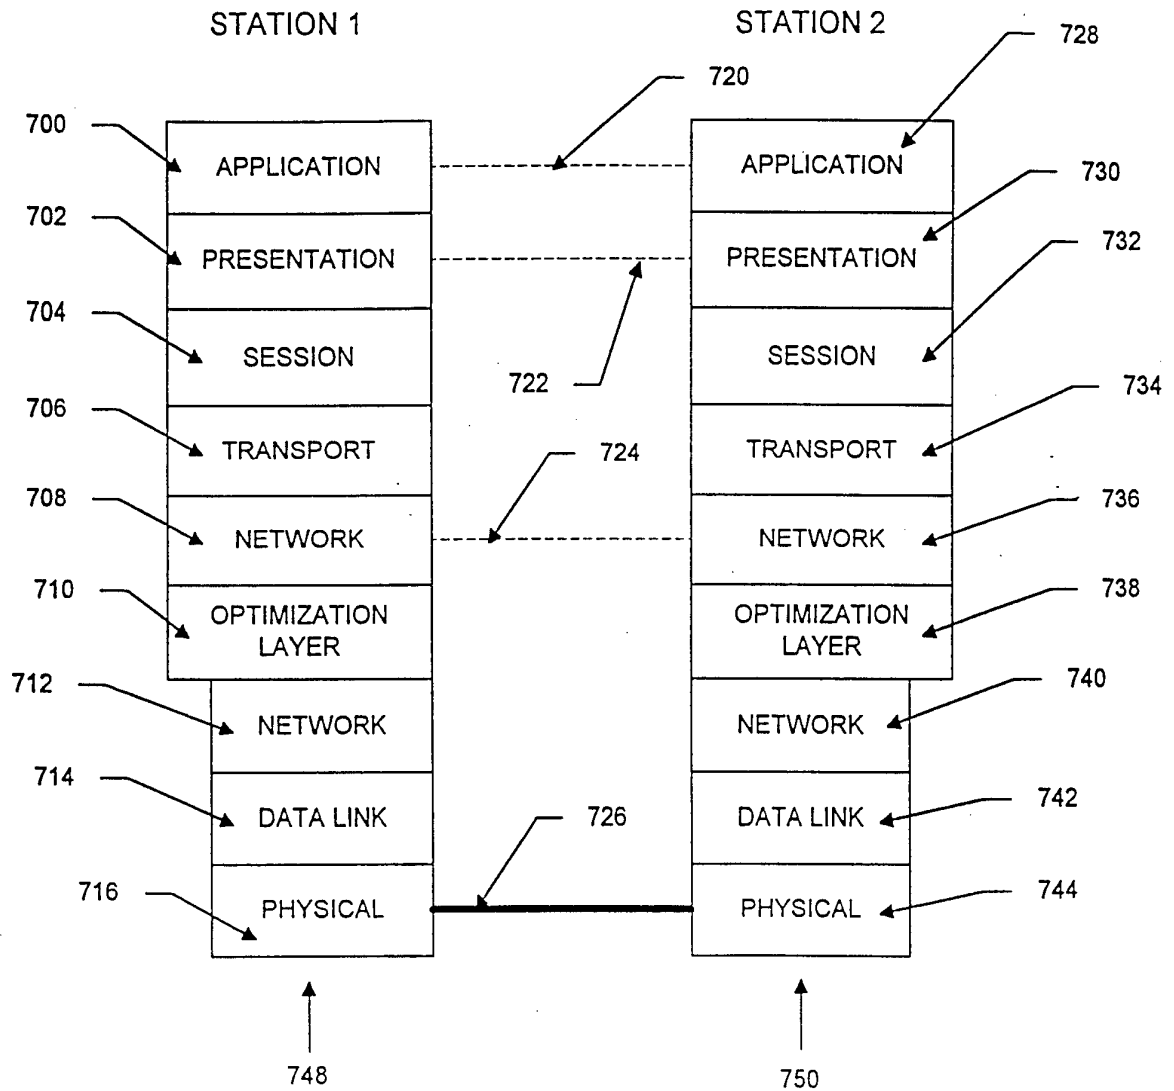 STATION 1
STATION 2
728
720
700
APPLICATION
APPLICATION
730
702
PRESENTATION
PRESENTATION
732
704
SESSION
SESSION
722
734
706
TRANSPORT
TRANSPORT
724
708
NETWORK
NETWORK
736
710
OPTIMIZATION
LAYER
OPTIMIZATION
LAYER
738
712
NETWORK
NETWORK
740
714
DATA LINK
DATA LINK
742
726
716
PHYSICAL
PHYSICAL
744
748
750